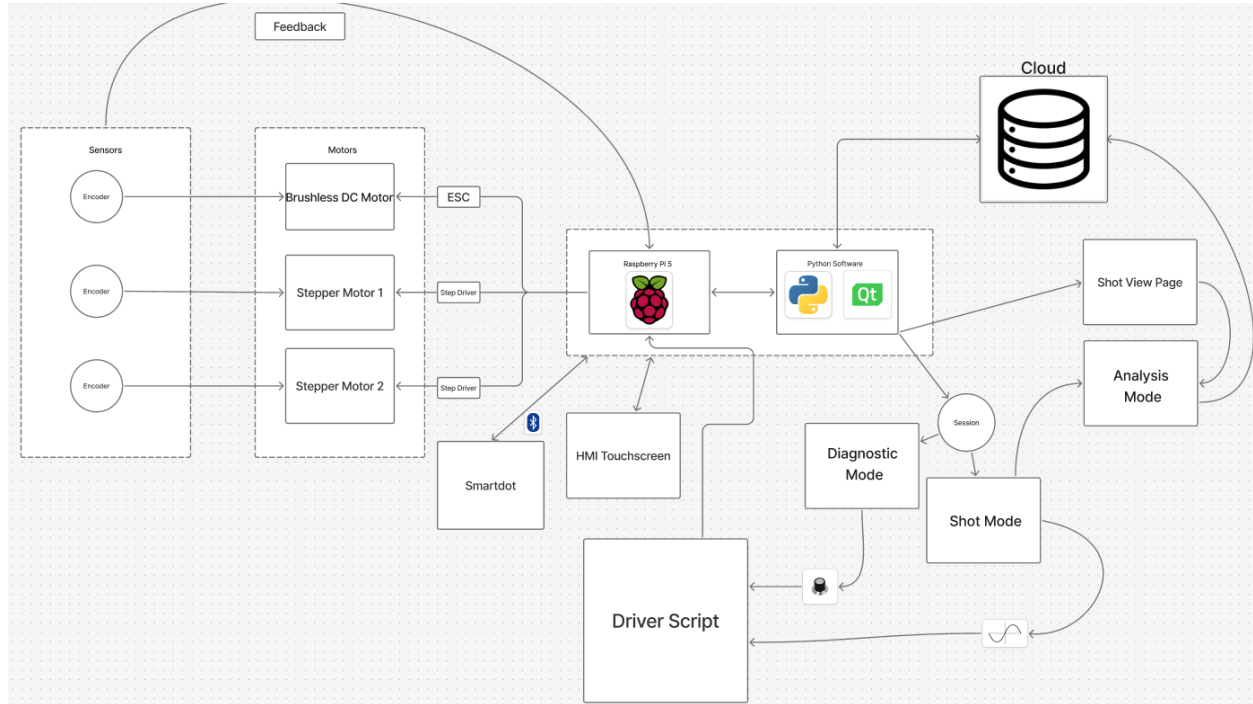 Feedback
Cloud
Sensors
Motors
Encoder
Brushless DC Motor
ESC
Raspberry Pi 5
Python Software
Qt
Shot View Page
Encoder
Stepper Motor 1
Step Driver
Encoder
Stepper Motor 2
Step Driver
Analysis
Mode
Session
HMI Touchscreen
Diagnostic
Mode
Smartdot
Shot Mode
Driver Script